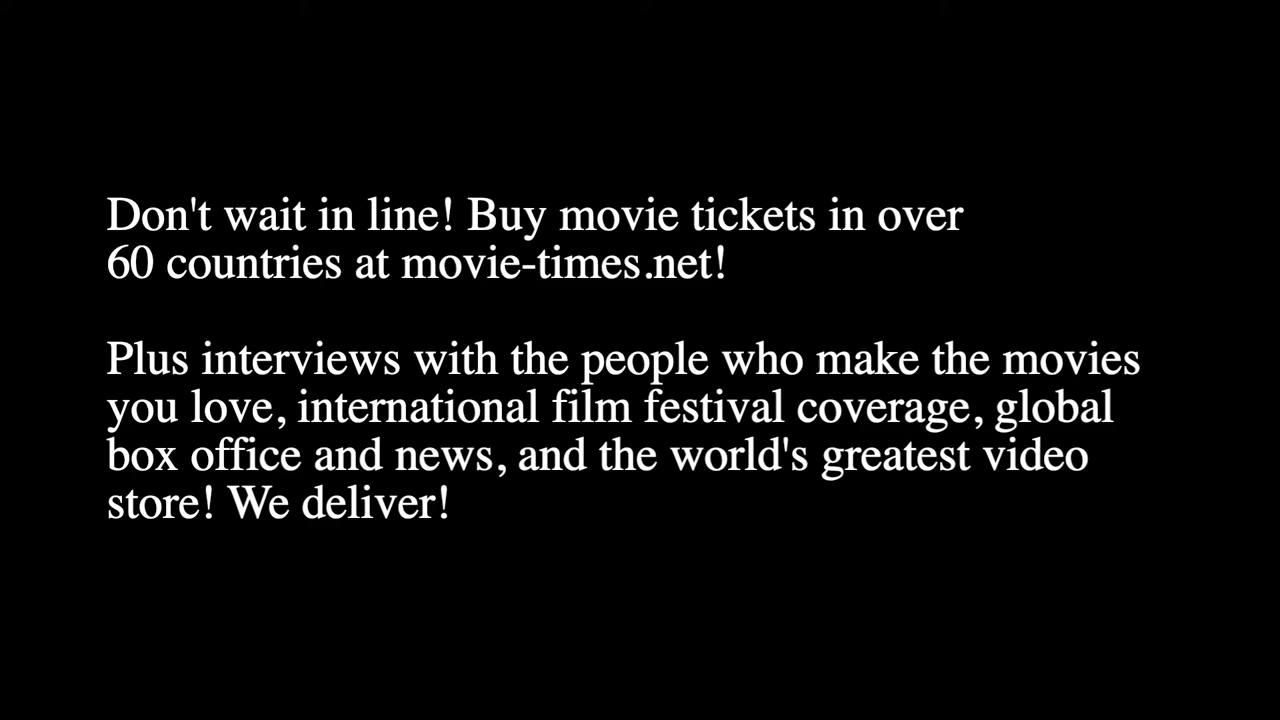 Don't wait in line! Buy movie tickets in over
60 countries at movie-times.net!
Plus interviews with the people who make the movies
you love, international film festival coverage, global
box office and news, and the world's greatest video
store! We deliver!